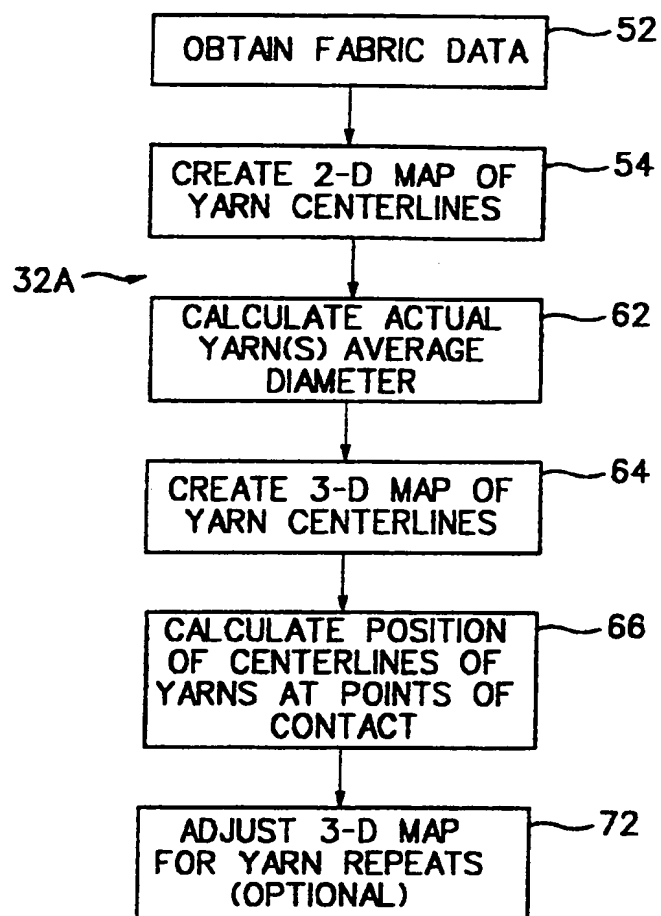 OBTAIN FABRIC DATA
52
CREATE 2-D MAP OF
YARN CENTERLINES
54
32A
CALCULATE ACTUAL
YARN(S) AVERAGE
DIAMETER
62
CREATE 3-D MAP OF
YARN CENTERLINES
64
CALCULATE POSITION
OF CENTERLINES OF
YARNS AT POINTS OF
CONTACT
66
ADJUST 3-D MAP
FOR YARN REPEATS
(OPTIONAL)
72